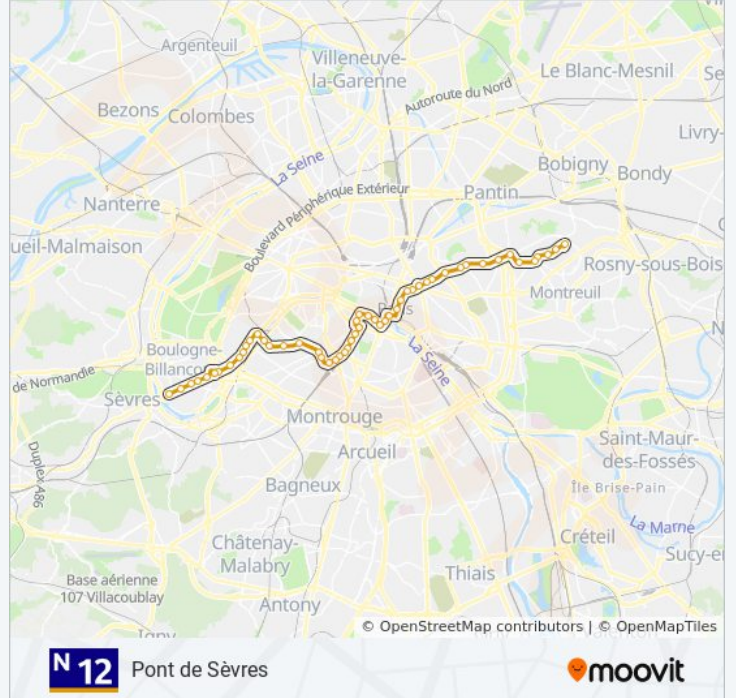 Argenteuil
Villeneuve-
la-Garenne
Le Blanc-Mesnil
Autoroute du Nord
Bezons
Colombes
Livry-
La Seine
Bobigny
Bondy
Boulevard Périphérique Extérieur
Pantin
Nanterre
ueil-Malmaison
Rosny-sous-Bois
Montreuil
Boulogne-
Billanco
La Seine
de Normandie
Sèvres
Montrouge
Duplex A86
Arcueil
Saint-Maur-
des-Fossés
Bagneux
Île Brise-Pain
La Marne
Créteil
Châtenay-
Malabry
Sucy-e
Thiais
Base aérienne
107 Villacoublay
Antony
© OpenStreetMap contributors | © OpenMapTiles
N 12
Pont de Sèvres
moovit